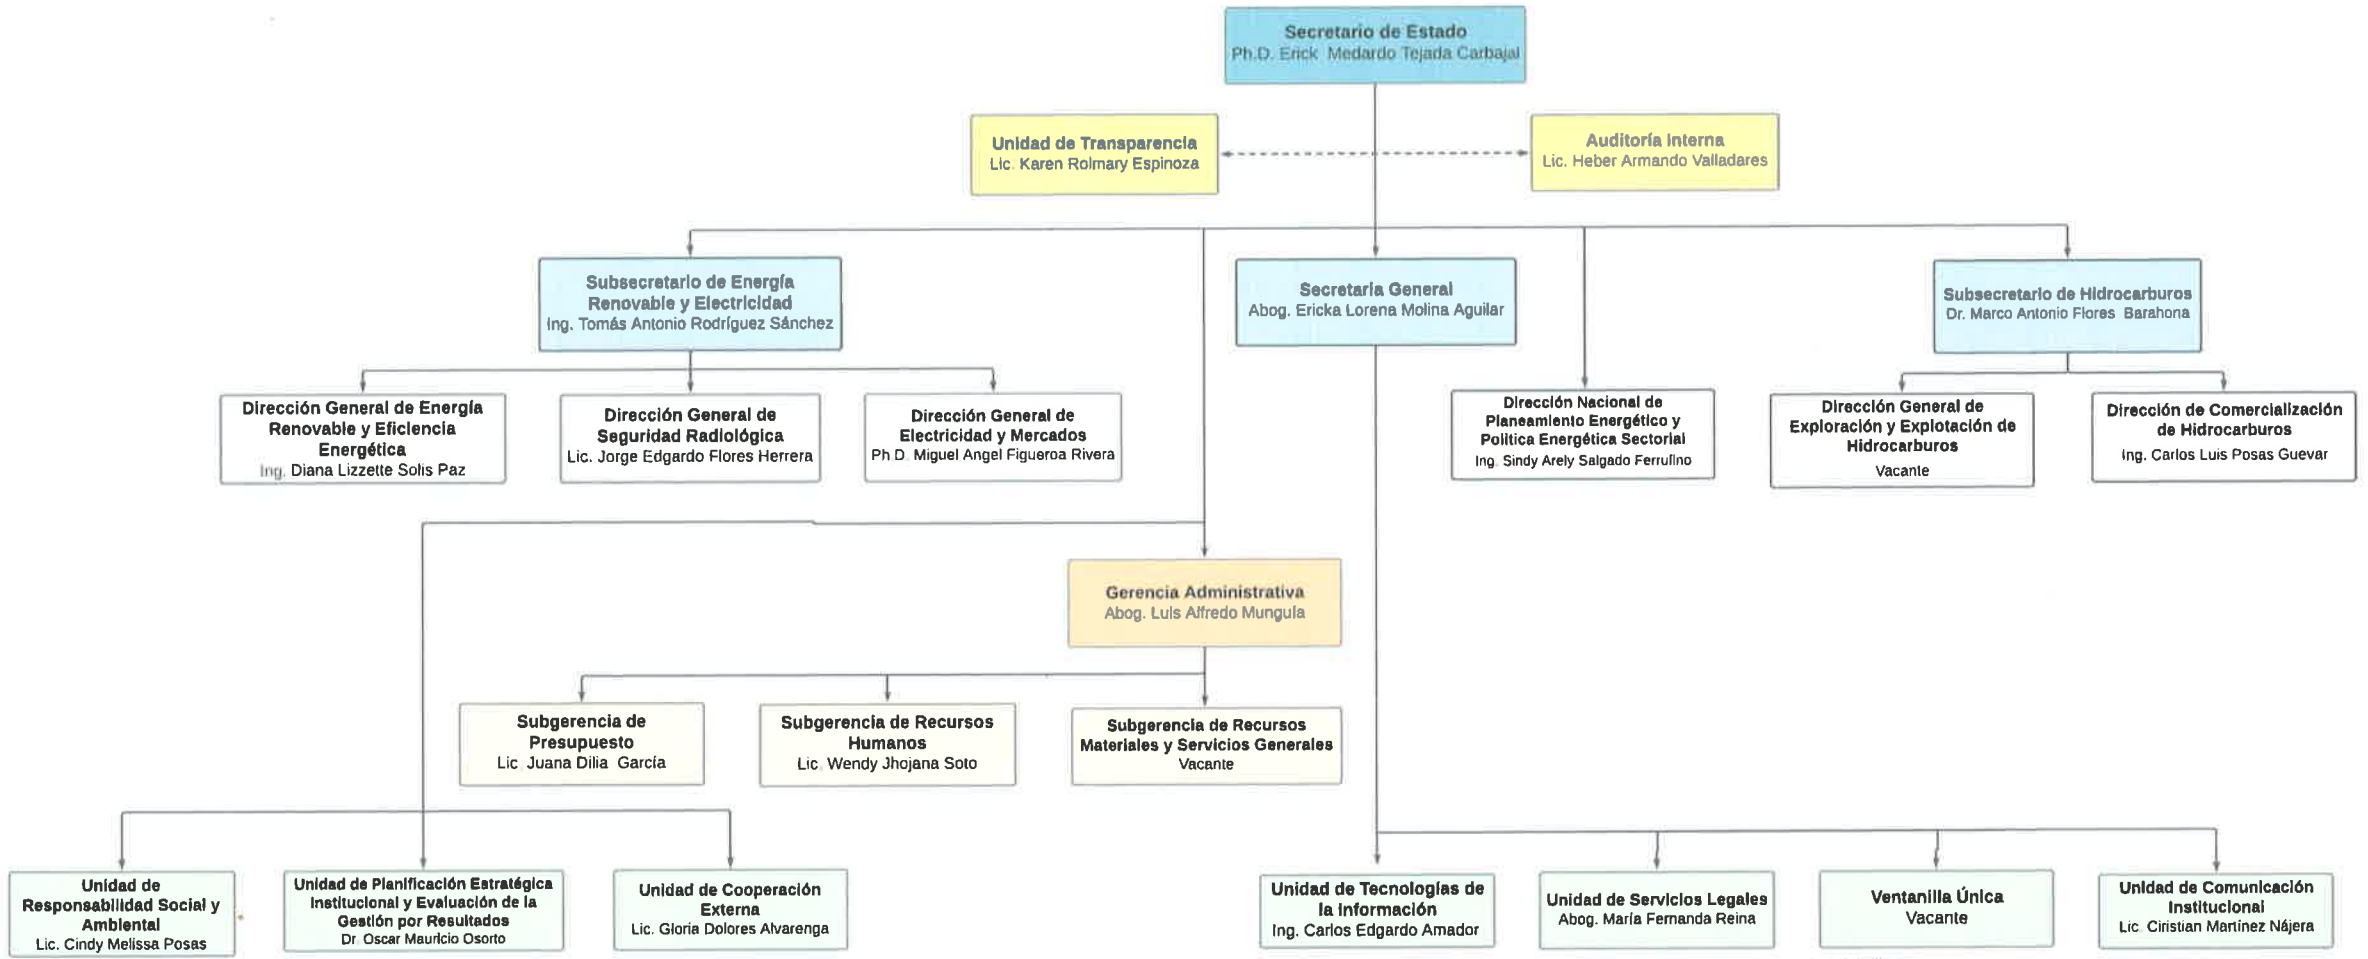 Secretario de Estado
Ph.D. Erick Medardo Tejada Carbajal
Unidad de Transparencia
Lic. Karen Rolmary Espinoza
Auditoría Interna
Lic. Heber Armando Valladares
Subsecretario de Energía
Renovable y Electricidad
Ing. Tomás Antonio Rodríguez Sánchez
Secretaría General
Abog. Ericka Lorena Molina Aguilar
Subsecretario de Hidrocarburos
Dr. Marco Antonio Flores Barahona
Dirección General de Energía
Renovable y Eficiencia
Energética
Ing. Diana Lizzette Solis Paz
Dirección General de
Seguridad Radiológica
Lic. Jorge Edgardo Flores Herrera
Dirección General de
Electricidad y Mercados
Ph.D. Miguel Angel Figueroa Rivera
Dirección Nacional de
Planeamiento Energético y
Política Energética Sectorial
Ing. Sindy Arely Salgado Ferrufino
Dirección General de
Exploración y Explotación de
Hidrocarburos
Vacante
Dirección de Comercialización
de Hidrocarburos
Ing. Carlos Luis Posas Guevar
Gerencia Administrativa
Abog. Luis Alfredo Munguía
Subgerencia de
Presupuesto
Lic. Juana Dilia García
Subgerencia de Recursos
Humanos
Lic. Wendy Jhojana Soto
Subgerencia de Recursos
Materiales y Servicios Generales
Vacante
Unidad de
Responsabilidad Social y
Ambiental
Lic. Cindy Melissa Posas
Unidad de Planificación Estratégica
Institucional y Evaluación de la
Gestión por Resultados
Dr. Oscar Mauricio Osorto
Unidad de Cooperación
Externa
Lic. Gloria Dolores Alvarenga
Unidad de Tecnologías de
la Información
Ing. Carlos Edgardo Amador
Unidad de Servicios Legales
Abog. María Fernanda Reina
Ventanilla Única
Vacante
Unidad de Comunicación
Institucional
Lic. Ciristian Martínez Nájera